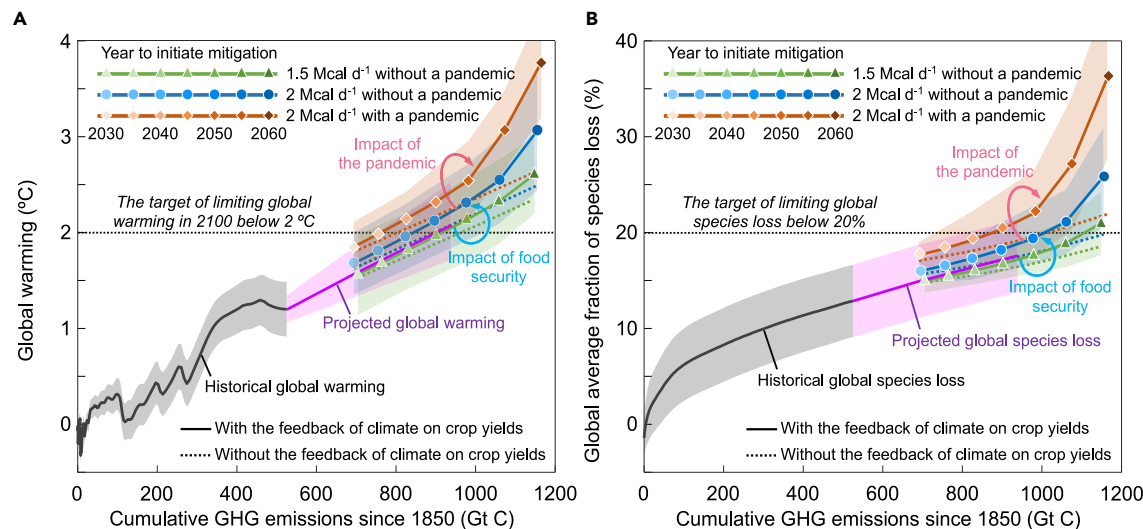 A
Global warming (ºC)
4
3
2
1
0
Year to initiate mitigation
1.5 Mcal d-1 without a pandemic
2 Mcal d-1 without a pandemic
2 Mcal d-1 with a pandemic
2030 2040 2050 2060
Impact of
the pandemic
The target of limiting global
warming in 2100 below 2 ºC
Impact of food
security
Projected global warming
Historical global warming
With the feedback of climate on crop yields
Without the feedback of climate on crop yields
0 200 400 600 800 1000 1200
Cumulative GHG emissions since 1850 (Gt C)
B
Global average fraction of species loss (%)
40
30
20
10
0
Year to initiate mitigation
1.5 Mcal d-1 without a pandemic
2 Mcal d-1 without a pandemic
2 Mcal d-1 with a pandemic
2030 2040 2050 2060
Impact of
the pandemic
The target of limiting global
species loss below 20%
Impact of food
security
Projected global species loss
Historical global species loss
With the feedback of climate on crop yields
Without the feedback of climate on crop yields
0 200 400 600 800 1000 1200
Cumulative GHG emissions since 1850 (Gt C)